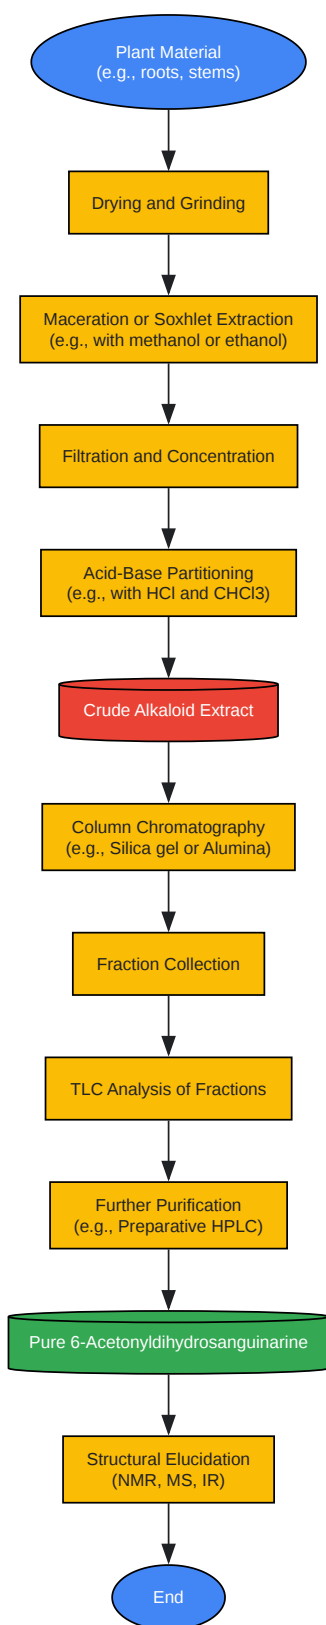 Plant Material
(e.g., roots, stems)
Drying and Grinding
Maceration or Soxhlet Extraction
(e.g., with methanol or ethanol)
Filtration and Concentration
Acid-Base Partitioning
(e.g., with HCl and CHCl3)
Crude Alkaloid Extract
Column Chromatography
(e.g., Silica gel or Alumina)
Fraction Collection
TLC Analysis of Fractions
Further Purification
(e.g., Preparative HPLC)
Pure 6-Acetonyldihydrosanguinarine
Structural Elucidation
(NMR, MS, IR)
End